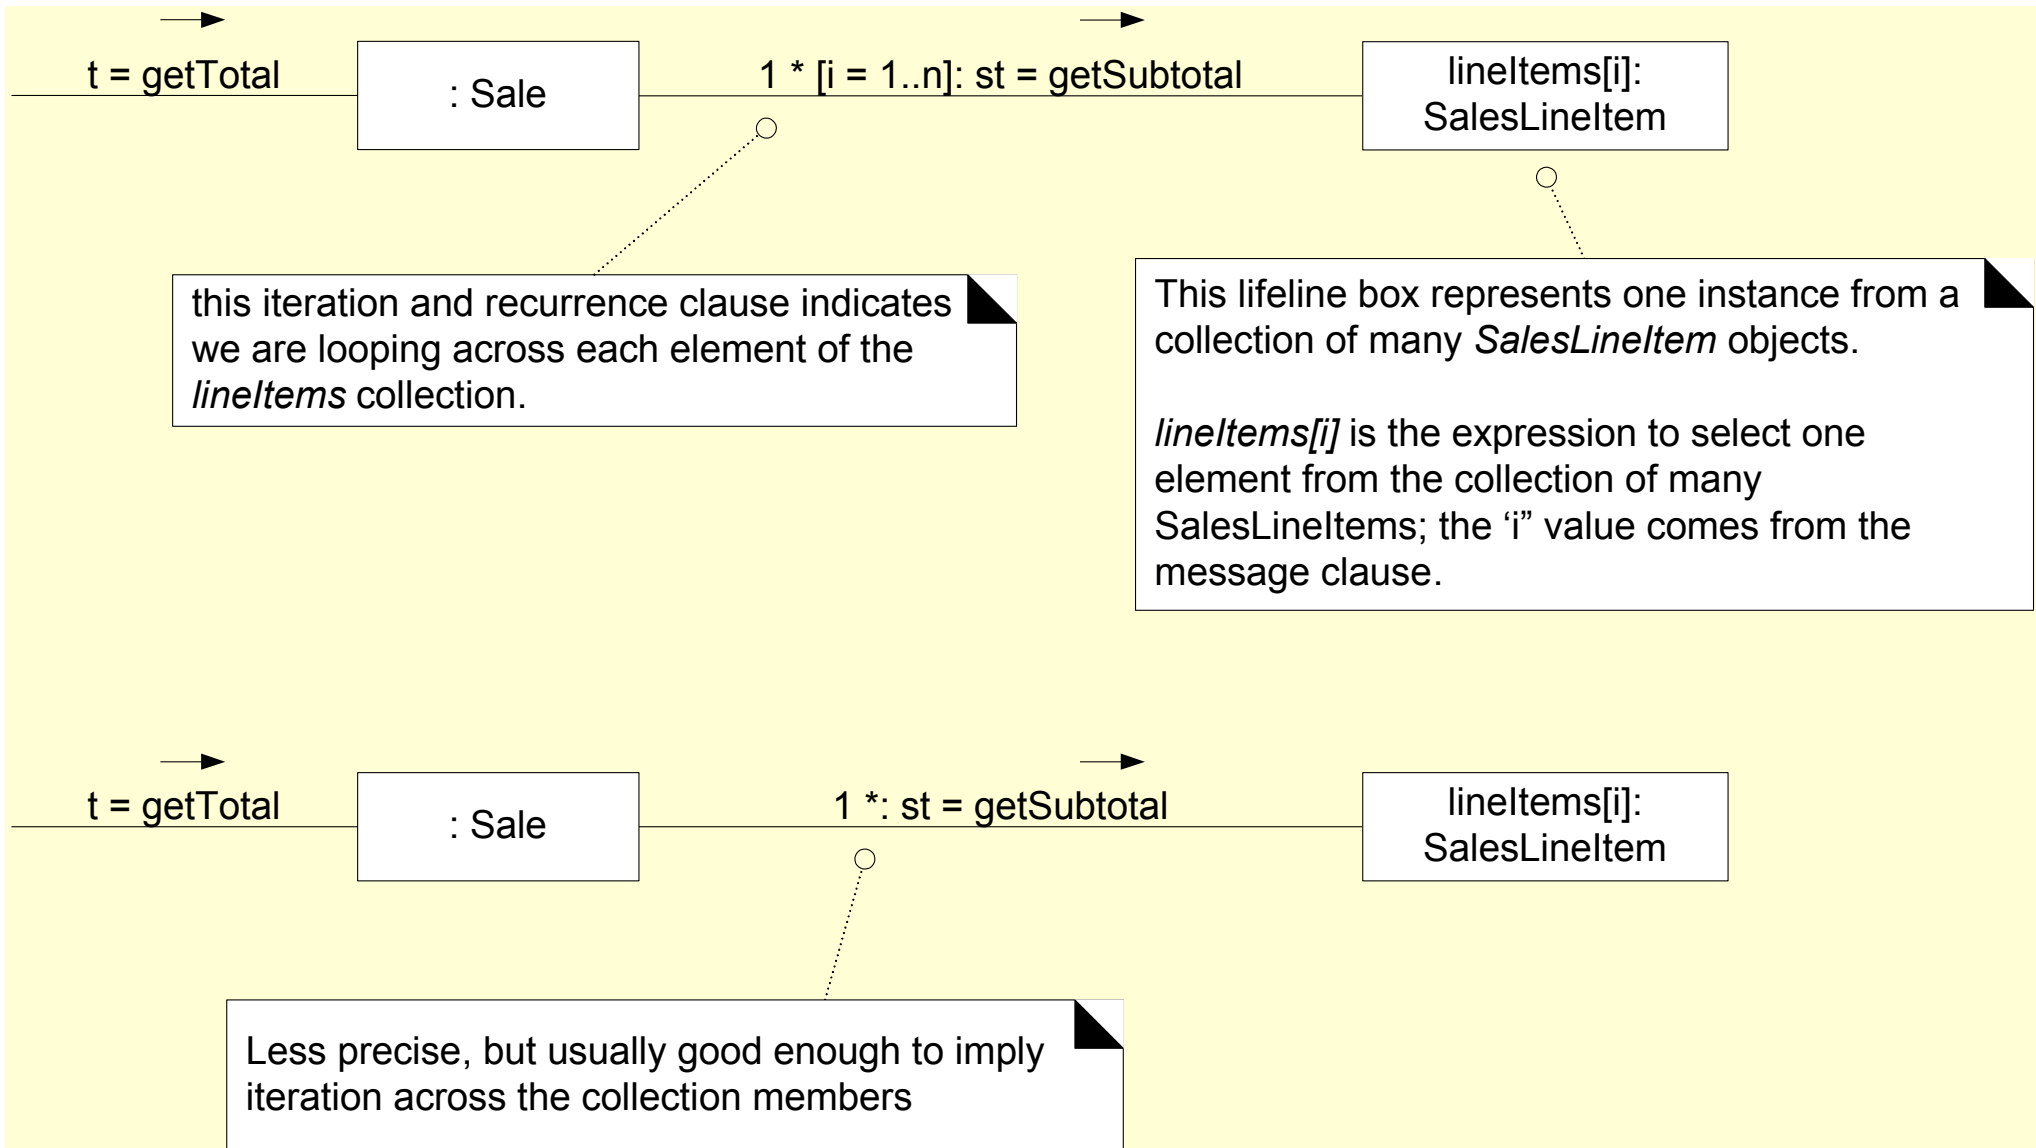 t = getTotal
: Sale
1 * [i = 1..n]: st = getSubtotal
lineItems[i]:
SalesLineItem
this iteration and recurrence clause indicates
we are looping across each element of the
lineItems collection.
This lifeline box represents one instance from a
collection of many SalesLineItem objects.
lineItems[i] is the expression to select one
element from the collection of many
SalesLineItems; the ‘i” value comes from the
message clause.
t = getTotal
: Sale
1 *: st = getSubtotal
lineItems[i]:
SalesLineItem
Less precise, but usually good enough to imply
iteration across the collection members